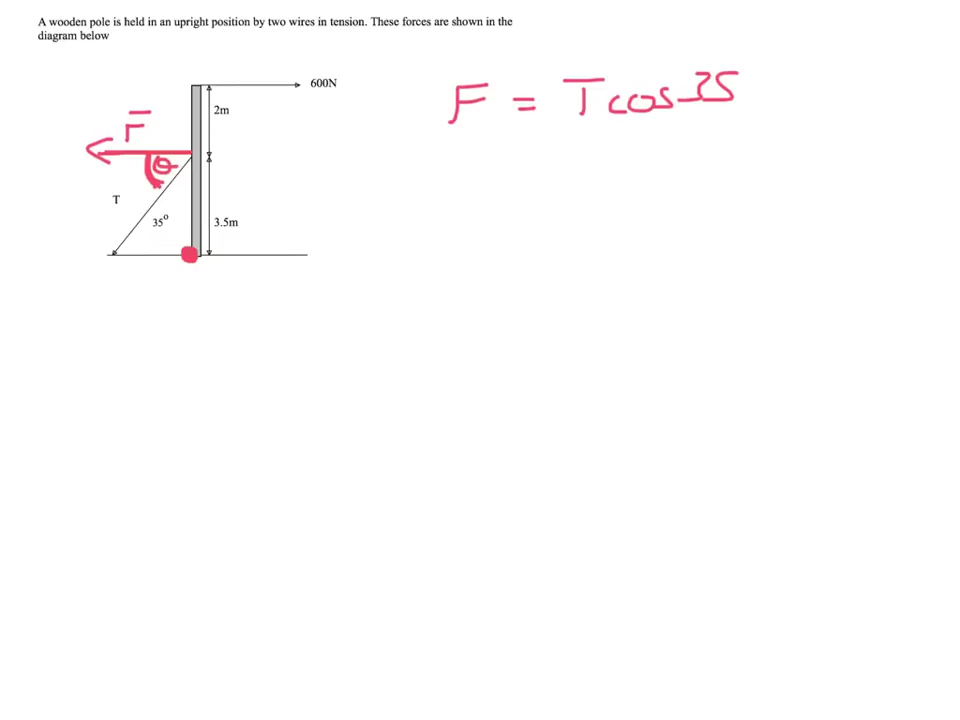 A wooden pole is held in an upright position by two wires in tension. These forces are shown in the
diagram below
600N
F = Tcos35
2m
F
θ
T
35°
3.5m